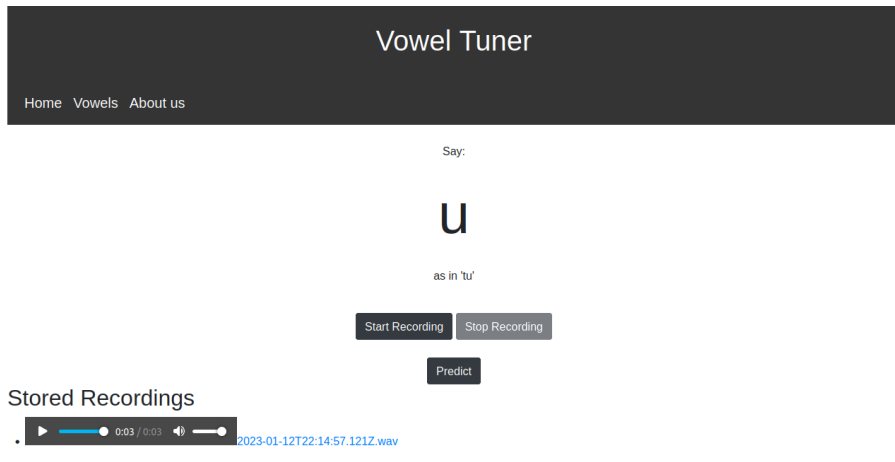 Vowel Tuner
Home Vowels About us
Say:
u
as in 'tu'
Start Recording Stop Recording
Predict
Stored Recordings
0:03 / 0:03 2023-01-12T22:14:57.121Z.wav